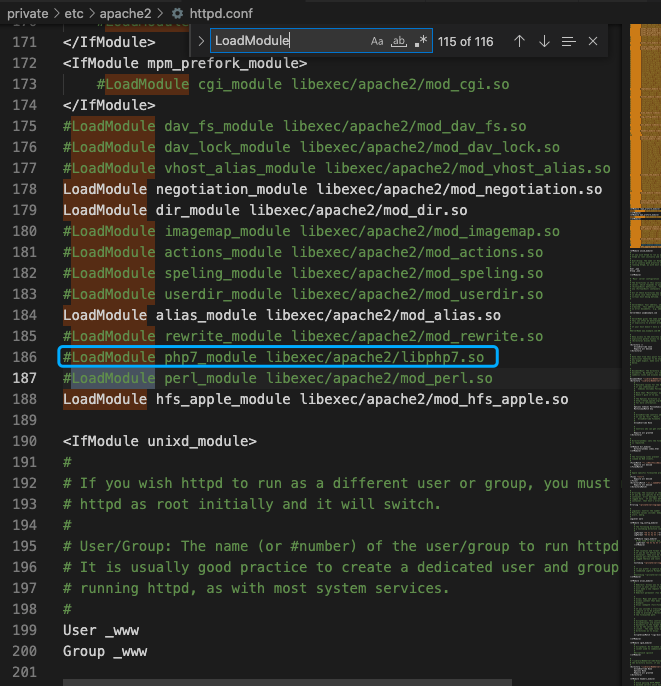 private > etc > apache2 > httpd.conf
LoadModule Aa ab .* 115 of 116
171 </IfModule>
172 <IfModule mpm_prefork_module>
173 #LoadModule cgi_module libexec/apache2/mod_cgi.so
174 </IfModule>
175 #LoadModule dav_fs_module libexec/apache2/mod_dav_fs.so
176 #LoadModule dav_lock_module libexec/apache2/mod_dav_lock.so
177 #LoadModule vhost_alias_module libexec/apache2/mod_vhost_alias.so
178 LoadModule negotiation_module libexec/apache2/mod_negotiation.so
179 LoadModule dir_module libexec/apache2/mod_dir.so
180 #LoadModule imagemap_module libexec/apache2/mod_imagemap.so
181 #LoadModule actions_module libexec/apache2/mod_actions.so
182 #LoadModule speling_module libexec/apache2/mod_speling.so
183 #LoadModule userdir_module libexec/apache2/mod_userdir.so
184 LoadModule alias_module libexec/apache2/mod_alias.so
185 #LoadModule rewrite_module libexec/apache2/mod_rewrite.so
186 #LoadModule php7_module libexec/apache2/libphp7.so
187 #LoadModule perl_module libexec/apache2/mod_perl.so
188 LoadModule hfs_apple_module libexec/apache2/mod_hfs_apple.so
189
190 <IfModule unixd_module>
191 #
192 # If you wish httpd to run as a different user or group, you must
193 # httpd as root initially and it will switch.
194 #
195 # User/Group: The name (or #number) of the user/group to run httpd
196 # It is usually good practice to create a dedicated user and group
197 # running httpd, as with most system services.
198 #
199 User _www
200 Group _www
201